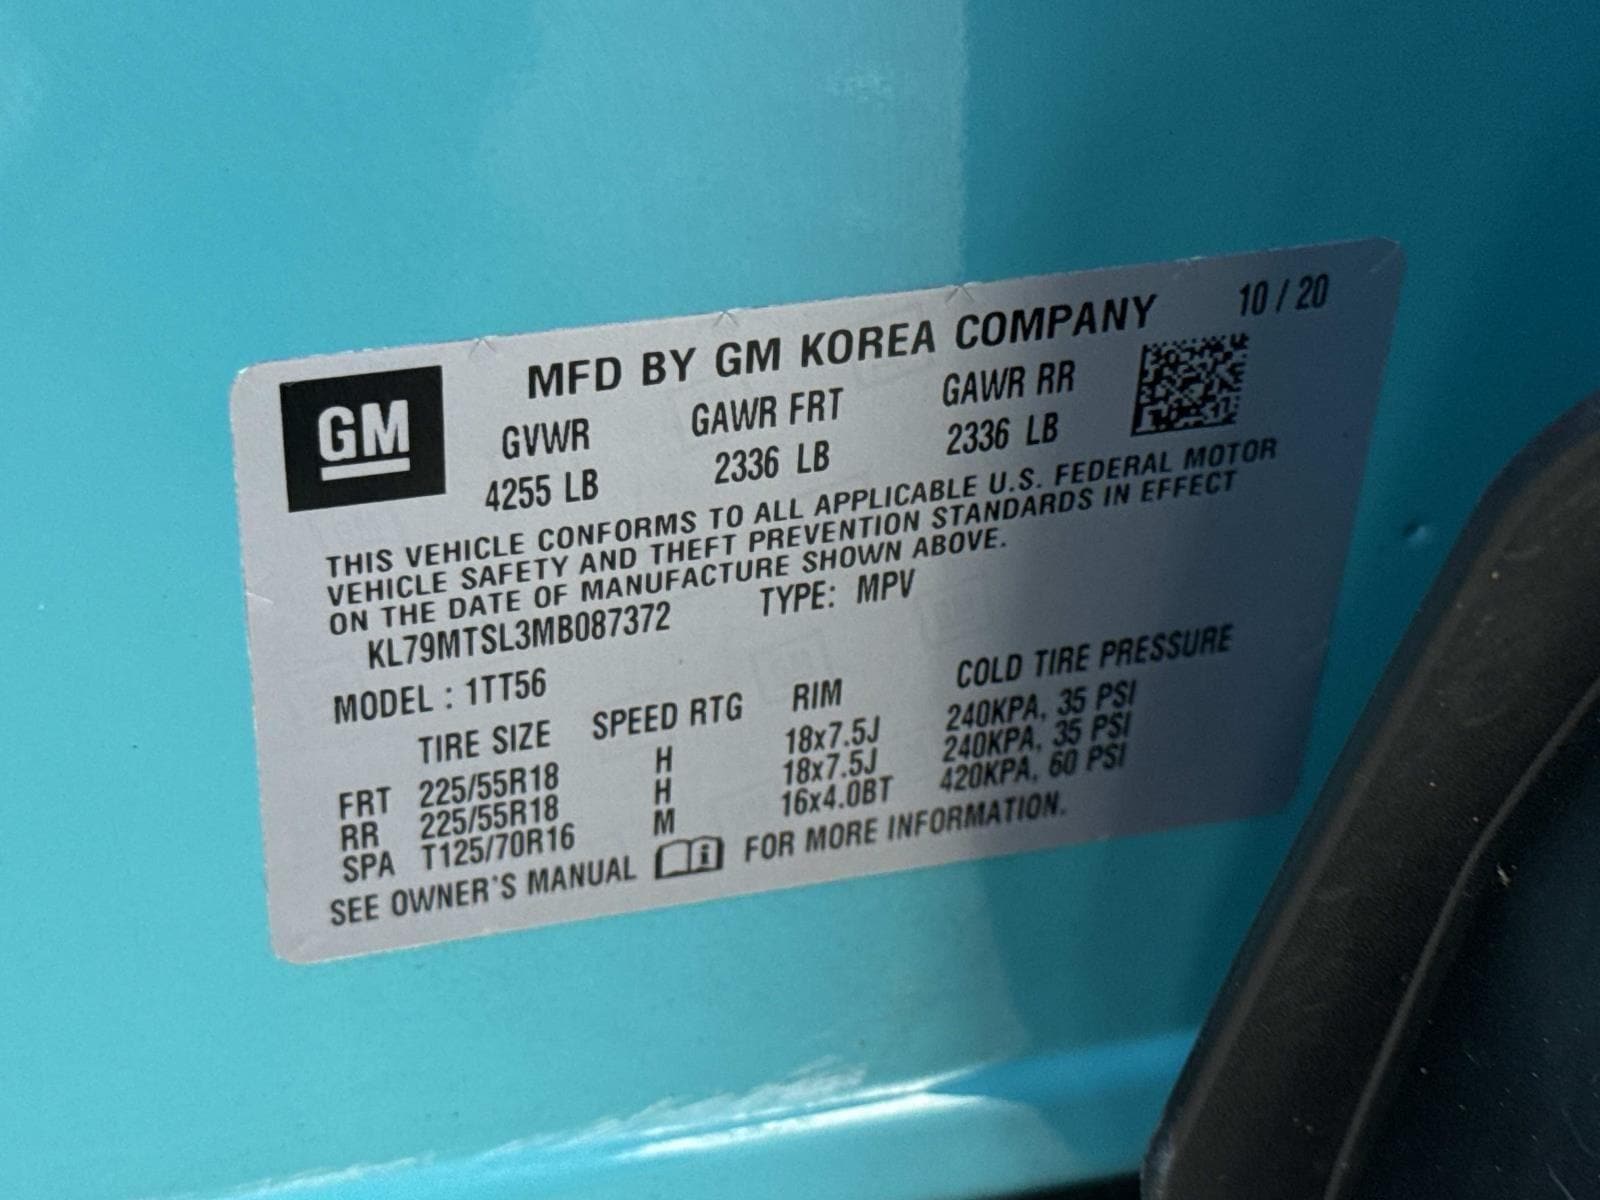 MFD BY GM KOREA COMPANY 10 / 20
GM
GVWR GAWR FRT GAWR RR
4255 LB 2336 LB 2336 LB
THIS VEHICLE CONFORMS TO ALL APPLICABLE U.S. FEDERAL MOTOR
VEHICLE SAFETY AND THEFT PREVENTION STANDARDS IN EFFECT
ON THE DATE OF MANUFACTURE SHOWN ABOVE.
KL79MTSL3MB087372 TYPE: MPV
MODEL : 1TT56
TIRE SIZE SPEED RTG RIM COLD TIRE PRESSURE
FRT 225/55R18 H 18x7.5J 240KPA, 35 PSI
RR 225/55R18 H 18x7.5J 240KPA, 35 PSI
SPA T125/70R16 M 16x4.0BT 420KPA, 60 PSI
SEE OWNER'S MANUAL FOR MORE INFORMATION.